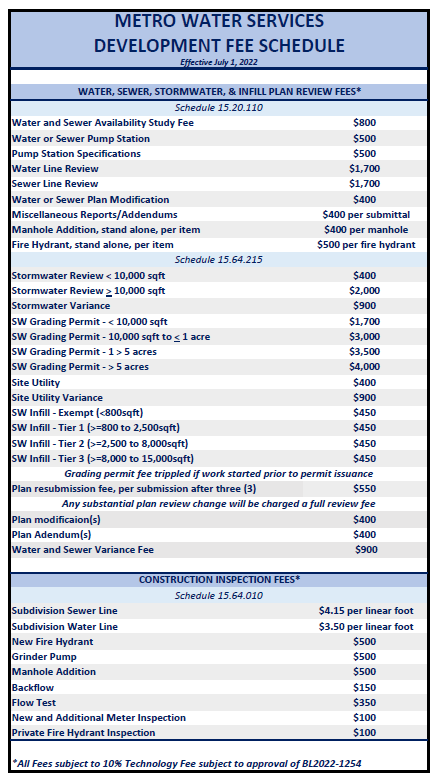 METRO WATER SERVICES
DEVELOPMENT FEE SCHEDULE
Effective July 1, 2022
WATER, SEWER, STORMWATER, & INFILL PLAN REVIEW FEES*
Schedule 15.20.110
Water and Sewer Availability Study Fee $800
Water or Sewer Pump Station $500
Pump Station Specifications $500
Water Line Review $1,700
Sewer Line Review $1,700
Water or Sewer Plan Modification $400
Miscellaneous Reports/Addendums $400 per submittal
Manhole Addition, stand alone, per item $400 per manhole
Fire Hydrant, stand alone, per item $500 per fire hydrant
Schedule 15.64.215
Stormwater Review < 10,000 sqft $400
Stormwater Review > 10,000 sqft $2,000
Stormwater Variance $900
SW Grading Permit - < 10,000 sqft $1,700
SW Grading Permit - 10,000 sqft to < 1 acre $3,000
SW Grading Permit - 1 > 5 acres $3,500
SW Grading Permit - > 5 acres $4,000
Site Utility $400
Site Utility Variance $900
SW Infill - Exempt (<800sqft) $450
SW Infill - Tier 1 (>=800 to 2,500sqft) $450
SW Infill - Tier 2 (>=2,500 to 8,000sqft) $450
SW Infill - Tier 3 (>=8,000 to 15,000sqft) $450
Grading permit fee trippled if work started prior to permit issuance
Plan resubmission fee, per submission after three (3) $550
Any substantial plan review change will be charged a full review fee
Plan modificaion(s) $400
Plan Adendum(s) $400
Water and Sewer Variance Fee $900
CONSTRUCTION INSPECTION FEES*
Schedule 15.64.010
Subdivision Sewer Line $4.15 per linear foot
Subdivision Water Line $3.50 per linear foot
New Fire Hydrant $500
Grinder Pump $500
Manhole Addition $500
Backflow $150
Flow Test $350
New and Additional Meter Inspection $100
Private Fire Hydrant Inspection $100
*All Fees subject to 10% Technology Fee subject to approval of BL2022-1254